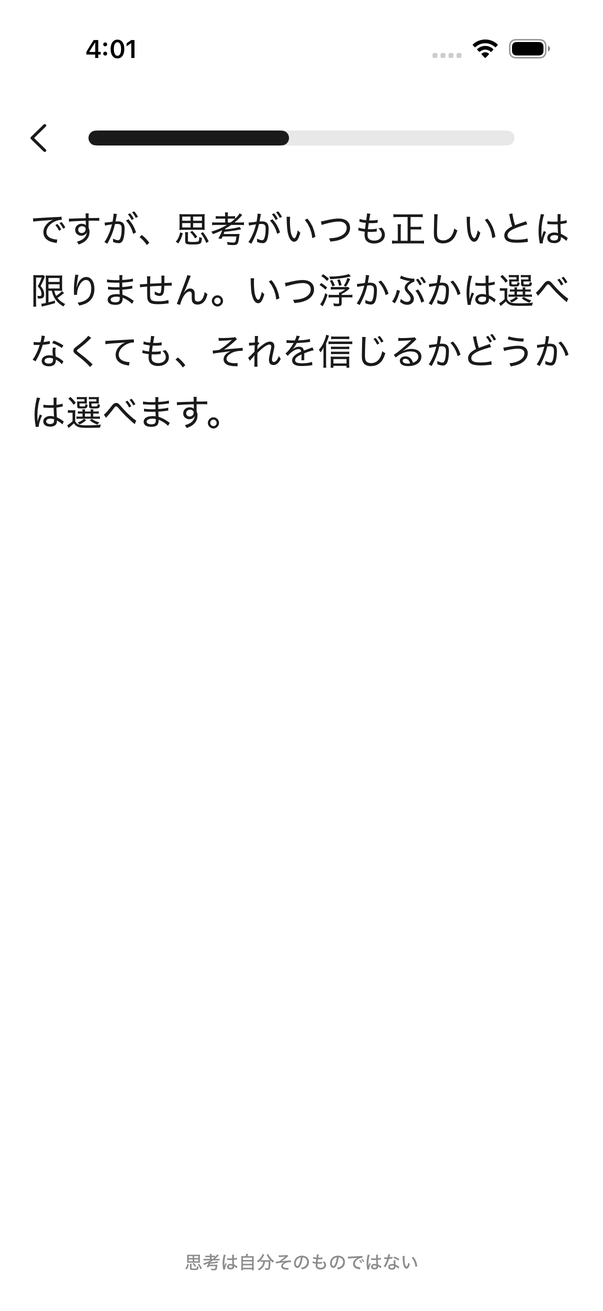 4:01
ですが、思考がいつも正しいとは
限りません。いつ浮かぶかは選べ
なくても、それを信じるかどうか
は選べます。
思考は自分そのものではない